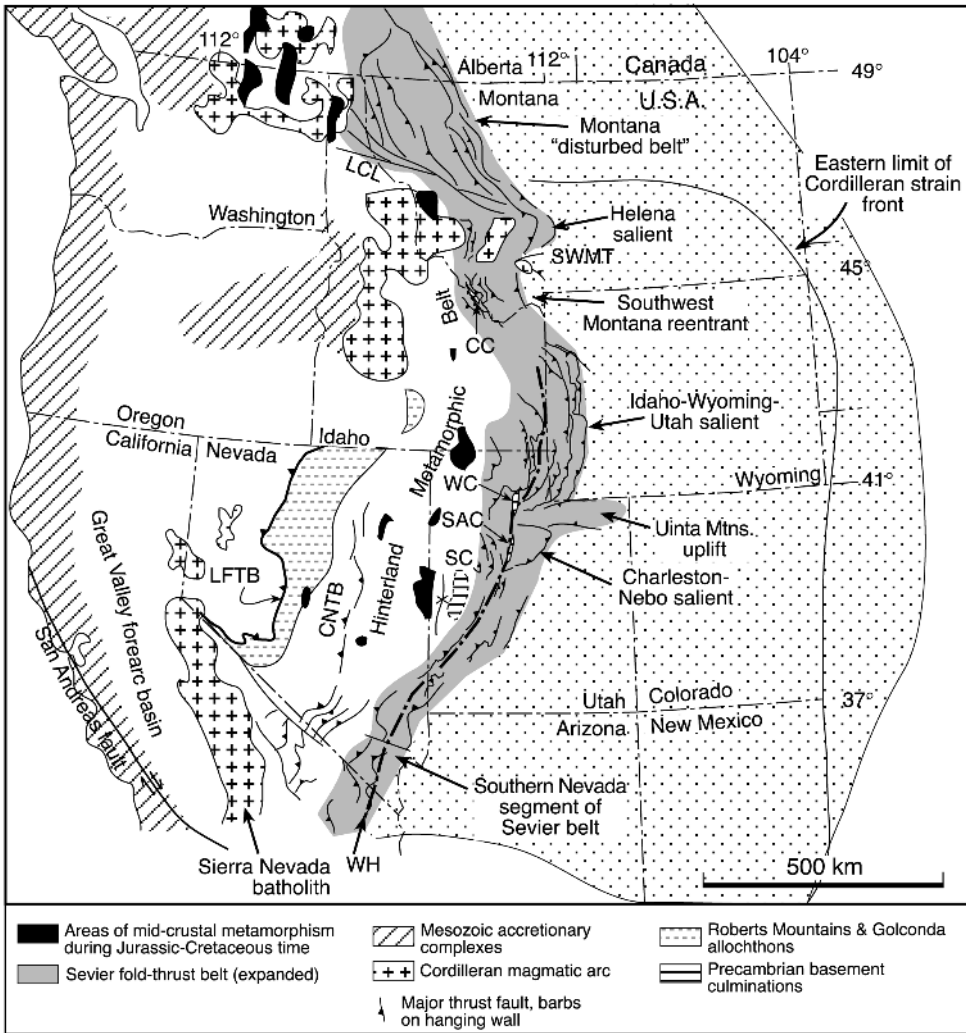 112°
Alberta
112°
Canada
104°
49°
Montana
U.S.A.
Montana
"disturbed belt"
Eastern limit of
Cordilleran strain
front
LCL
Washington
Helena
salient
SWMT
45°
Southwest
Montana reentrant
Belt
CC
Idaho-Wyoming-
Utah salient
Oregon
California
Nevada
Idaho
Metamorphic
WC
Wyoming
41°
SAC
Uinta Mtns.
uplift
SC
Charleston-
Nebo salient
LFTB
CNTB
Hinterland
Great Valley forearc basin
San Andreas fault
Utah
Colorado
37°
Arizona
New Mexico
Southern Nevada
segment of
Sevier belt
Sierra Nevada
batholith
WH
500 km
Areas of mid-crustal metamorphism
during Jurassic-Cretaceous time
Sevier fold-thrust belt (expanded)
Mesozoic accretionary
complexes
Cordilleran magmatic arc
Major thrust fault, barbs
on hanging wall
Roberts Mountains & Golconda
allochthons
Precambrian basement
culminations